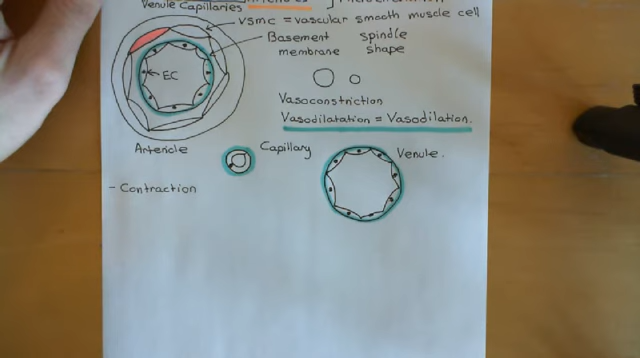 Venule Capillaries
VSMC = vascular smooth muscle cell
Basement spindle
membrane shape
EC
Vasoconstriction
Vasodilatation = Vasodilation.
Arteriole
Capillary
Venule.
- Contraction